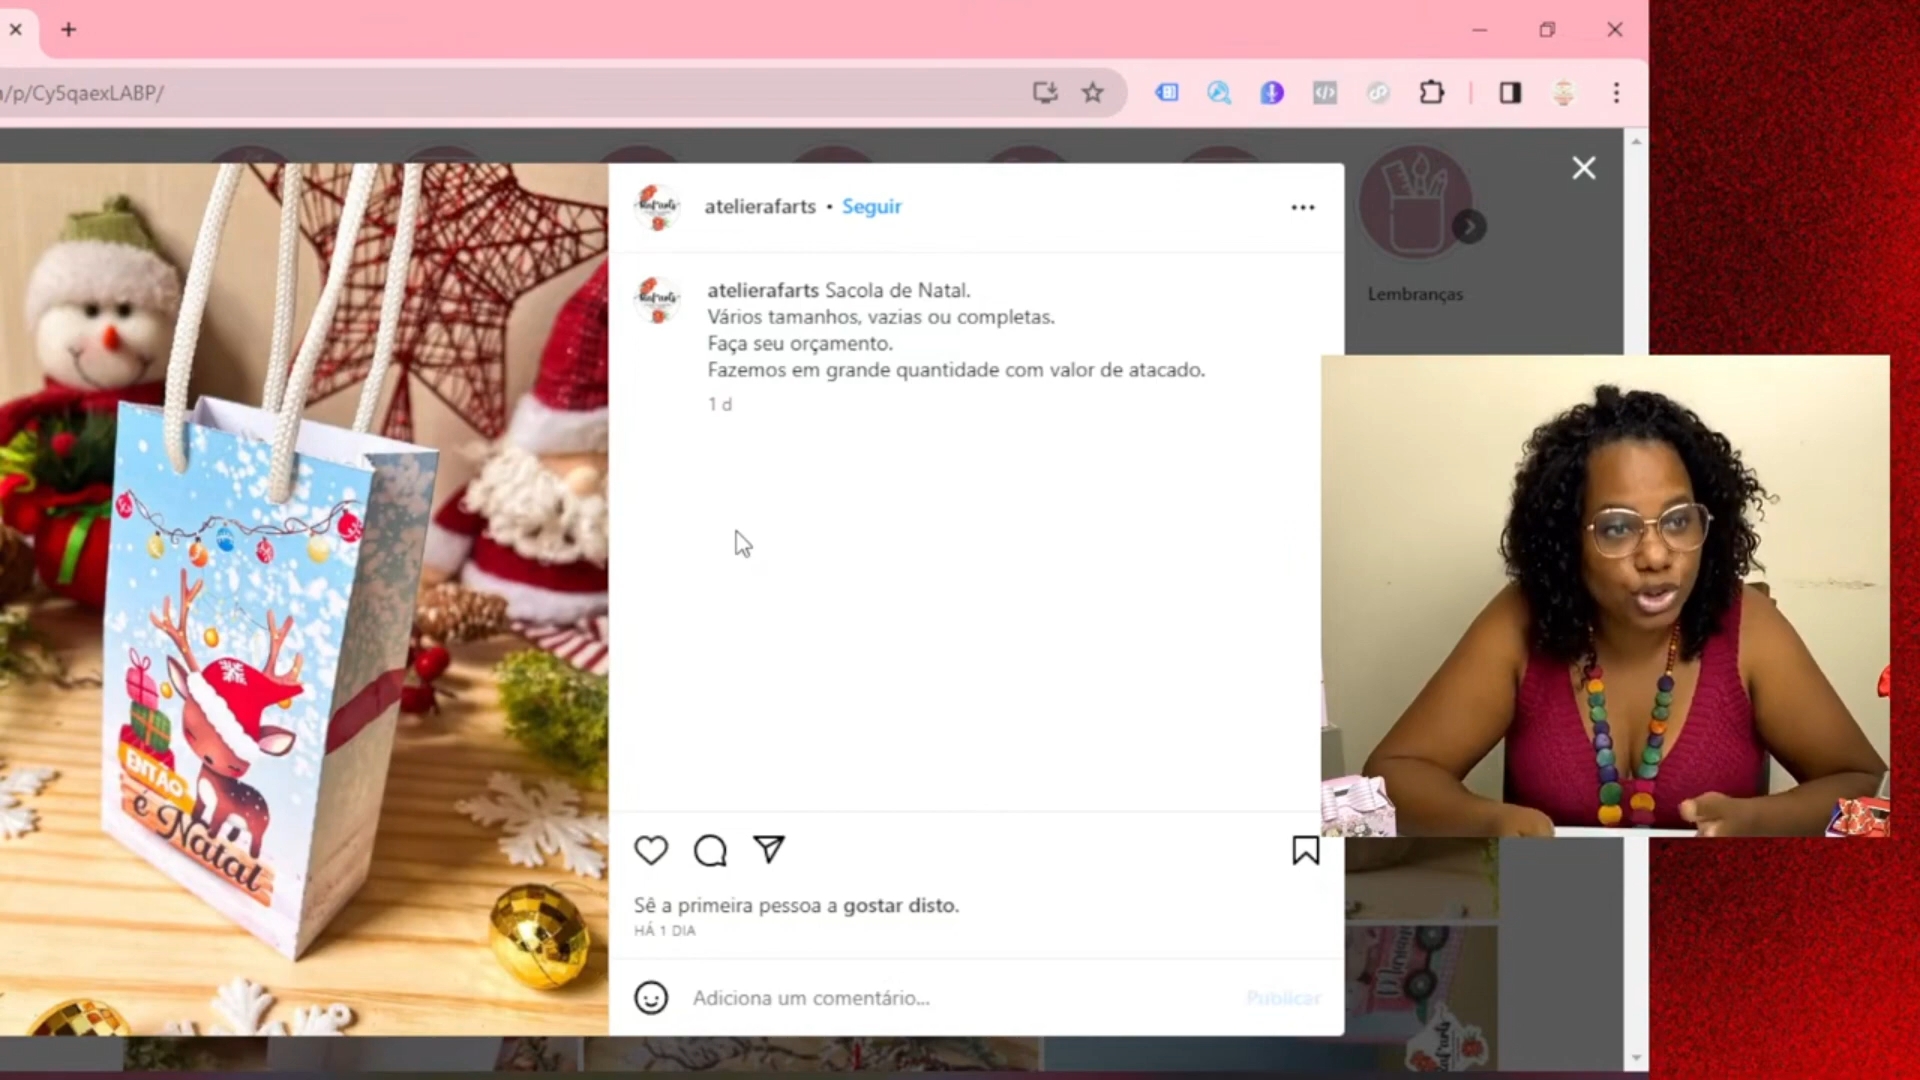 /p/Cy5qaexLABP/
atelierafarts • Seguir
atelierafarts Sacola de Natal.
Vários tamanhos, vazias ou completas.
Faça seu orçamento.
Fazemos em grande quantidade com valor de atacado.
1 d
Lembranças
ENTÃO
é Natal
Sê a primeira pessoa a gostar disto.
HÁ 1 DIA
Adiciona um comentário...
Publicar